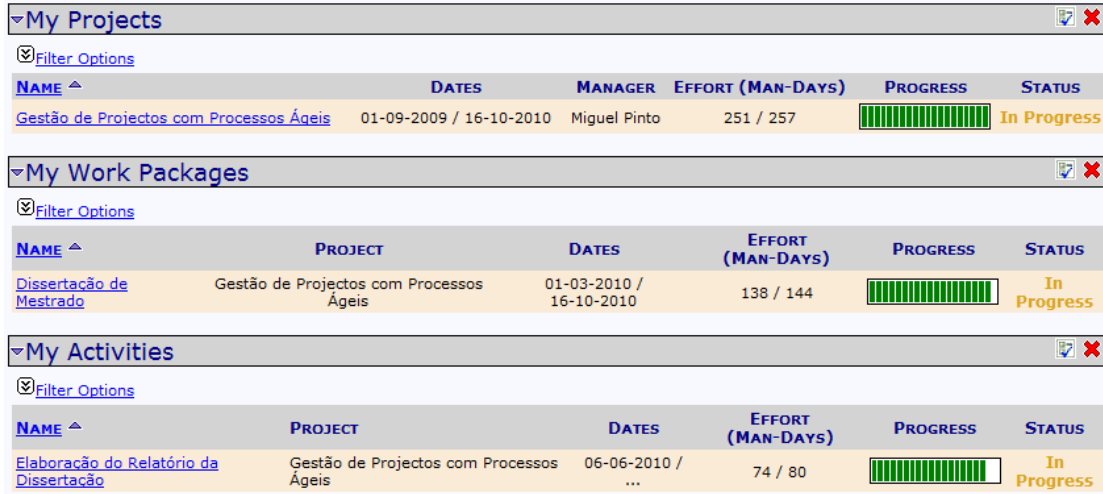 My Projects
Filter Options
NAME DATES MANAGER EFFORT (MAN-DAYS) PROGRESS STATUS
Gestão de Projectos com Processos Ágeis 01-09-2009 / 16-10-2010 Miguel Pinto 251 / 257 In Progress
My Work Packages
Filter Options
NAME PROJECT DATES EFFORT (MAN-DAYS) PROGRESS STATUS
Dissertação de Mestrado Gestão de Projectos com Processos Ágeis 01-03-2010 / 16-10-2010 138 / 144 In Progress
My Activities
Filter Options
NAME PROJECT DATES EFFORT (MAN-DAYS) PROGRESS STATUS
Elaboração do Relatório da Dissertação Gestão de Projectos com Processos Ágeis 06-06-2010 / ... 74 / 80 In Progress